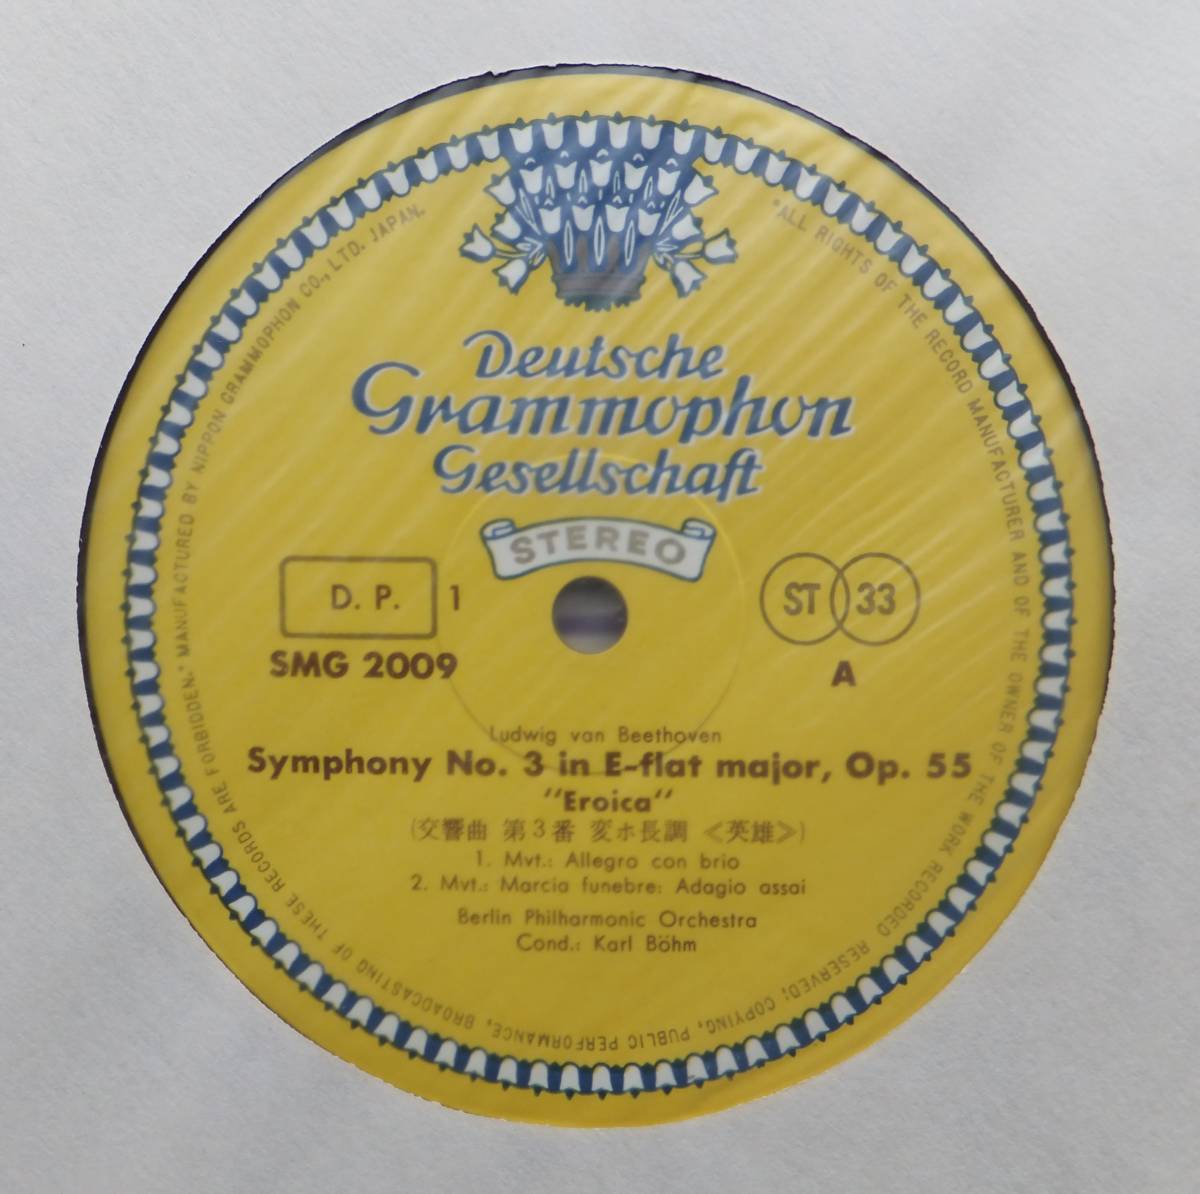 Deutsche
Grammophon
Gesellschaft
STEREO
D. P. 1
ST 33
SMG 2009
A
Ludwig van Beethoven
Symphony No. 3 in E-flat major, Op. 55
"Eroica"
(交響曲 第3番 変ホ長調 《英雄》)
1. Mvt.: Allegro con brio
2. Mvt.: Marcia funebre: Adagio assai
Berlin Philharmonic Orchestra
Cond.: Karl Böhm
"ALL RIGHTS OF THE RECORD MANUFACTURER AND OF THE OWNER OF THE WORK RECORDED RESERVED; COPYING, PUBLIC PERFORMANCE, BROADCASTING OF THESE RECORDS ARE FORBIDDEN." MANUFACTURED BY NIPPON GRAMMOPHON CO., LTD. JAPAN.